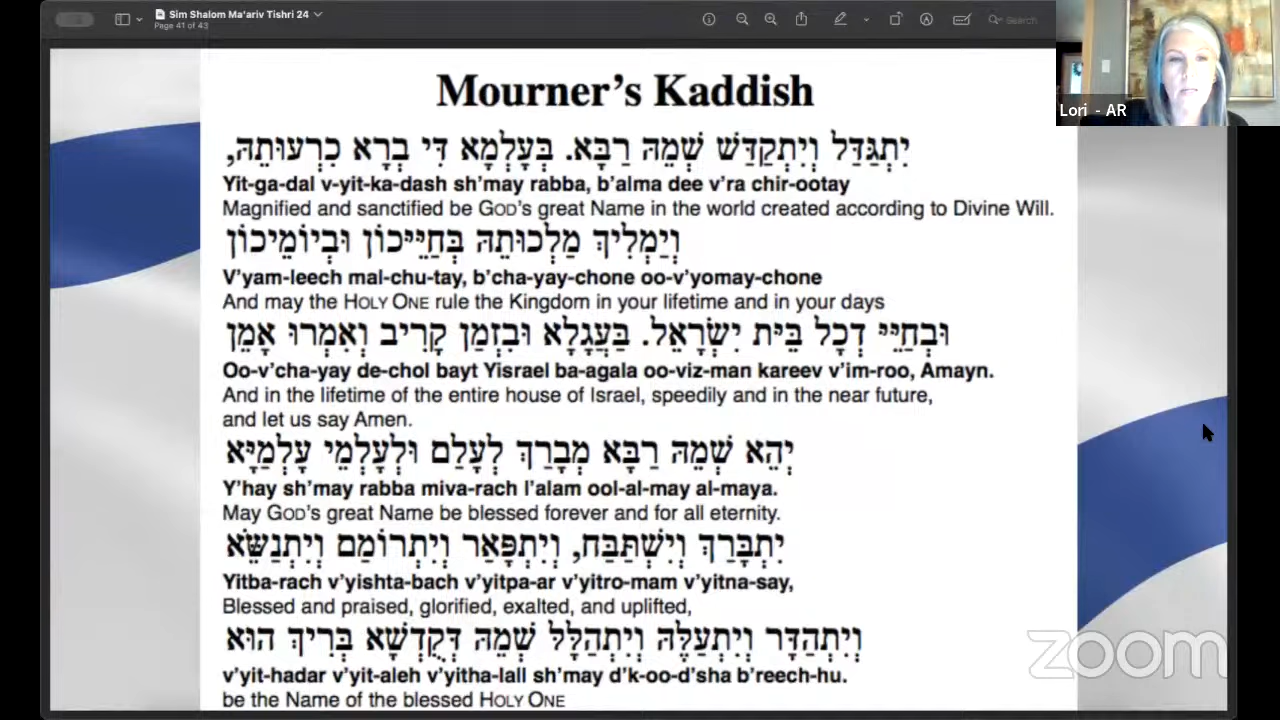 Sim Shalom Ma'ariv Tishri 24
Page 41 of 43
Search
Lori - AR
Mourner's Kaddish
יִתְגַּדַּל וְיִתְקַדַּשׁ שְׁמֵהּ רַבָּא. בְּעָלְמָא דִּי בְרָא כִרְעוּתֵהּ,
Yit-ga-dal v-yit-ka-dash sh'may rabba, b'alma dee v'ra chir-ootay
Magnified and sanctified be GOD's great Name in the world created according to Divine Will.
וְיַמְלִיךְ מַלְכוּתֵהּ בְּחַיֵּיכוֹן וּבְיוֹמֵיכוֹן
V'yam-leech mal-chu-tay, b'cha-yay-chone oo-v'yomay-chone
And may the HOLY ONE rule the Kingdom in your lifetime and in your days
וּבְחַיֵּי דְכָל בֵּית יִשְׂרָאֵל. בַּעֲגָלָא וּבִזְמַן קָרִיב וְאִמְרוּ אָמֵן
Oo-v'cha-yay de-chol bayt Yisrael ba-agala oo-viz-man kareev v'im-roo, Amayn.
And in the lifetime of the entire house of Israel, speedily and in the near future,
and let us say Amen.
יְהֵא שְׁמֵהּ רַבָּא מְבָרַךְ לְעָלַם וּלְעָלְמֵי עָלְמַיָּא
Y'hay sh'may rabba miva-rach l'alam ool-al-may al-maya.
May GOD's great Name be blessed forever and for all eternity.
יִתְבָּרַךְ וְיִשְׁתַּבַּח, וְיִתְפָּאַר וְיִתְרוֹמַם וְיִתְנַשֵּׂא
Yitba-rach v'yishta-bach v'yitpa-ar v'yitro-mam v'yitna-say,
Blessed and praised, glorified, exalted, and uplifted,
וְיִתְהַדָּר וְיִתְעַלֶּה וְיִתְהַלָּל שְׁמֵהּ דְּקֻדְשָׁא בְּרִיךְ הוּא
v'yit-hadar v'yit-aleh v'yitha-lall sh'may d'k-oo-d'sha b'reech-hu.
be the Name of the blessed HOLY ONE
zoom